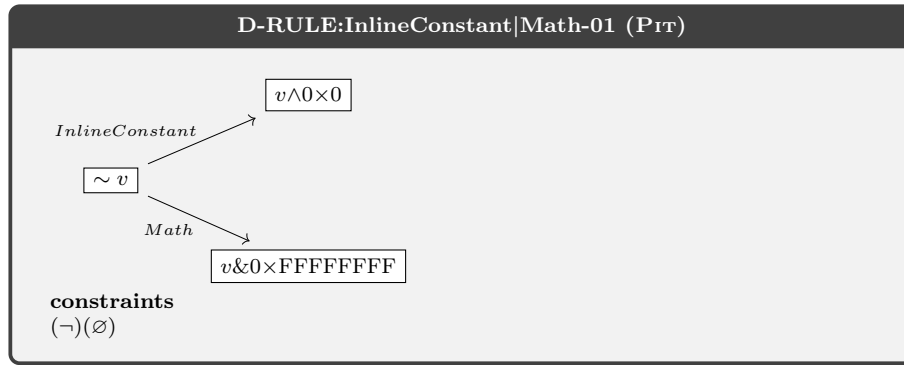 D-RULE:InlineConstant|Math-01 (PIT)
v∧0×0
InlineConstant
∼ v
Math
v&0×FFFFFFFF
constraints
(¬)(∅)